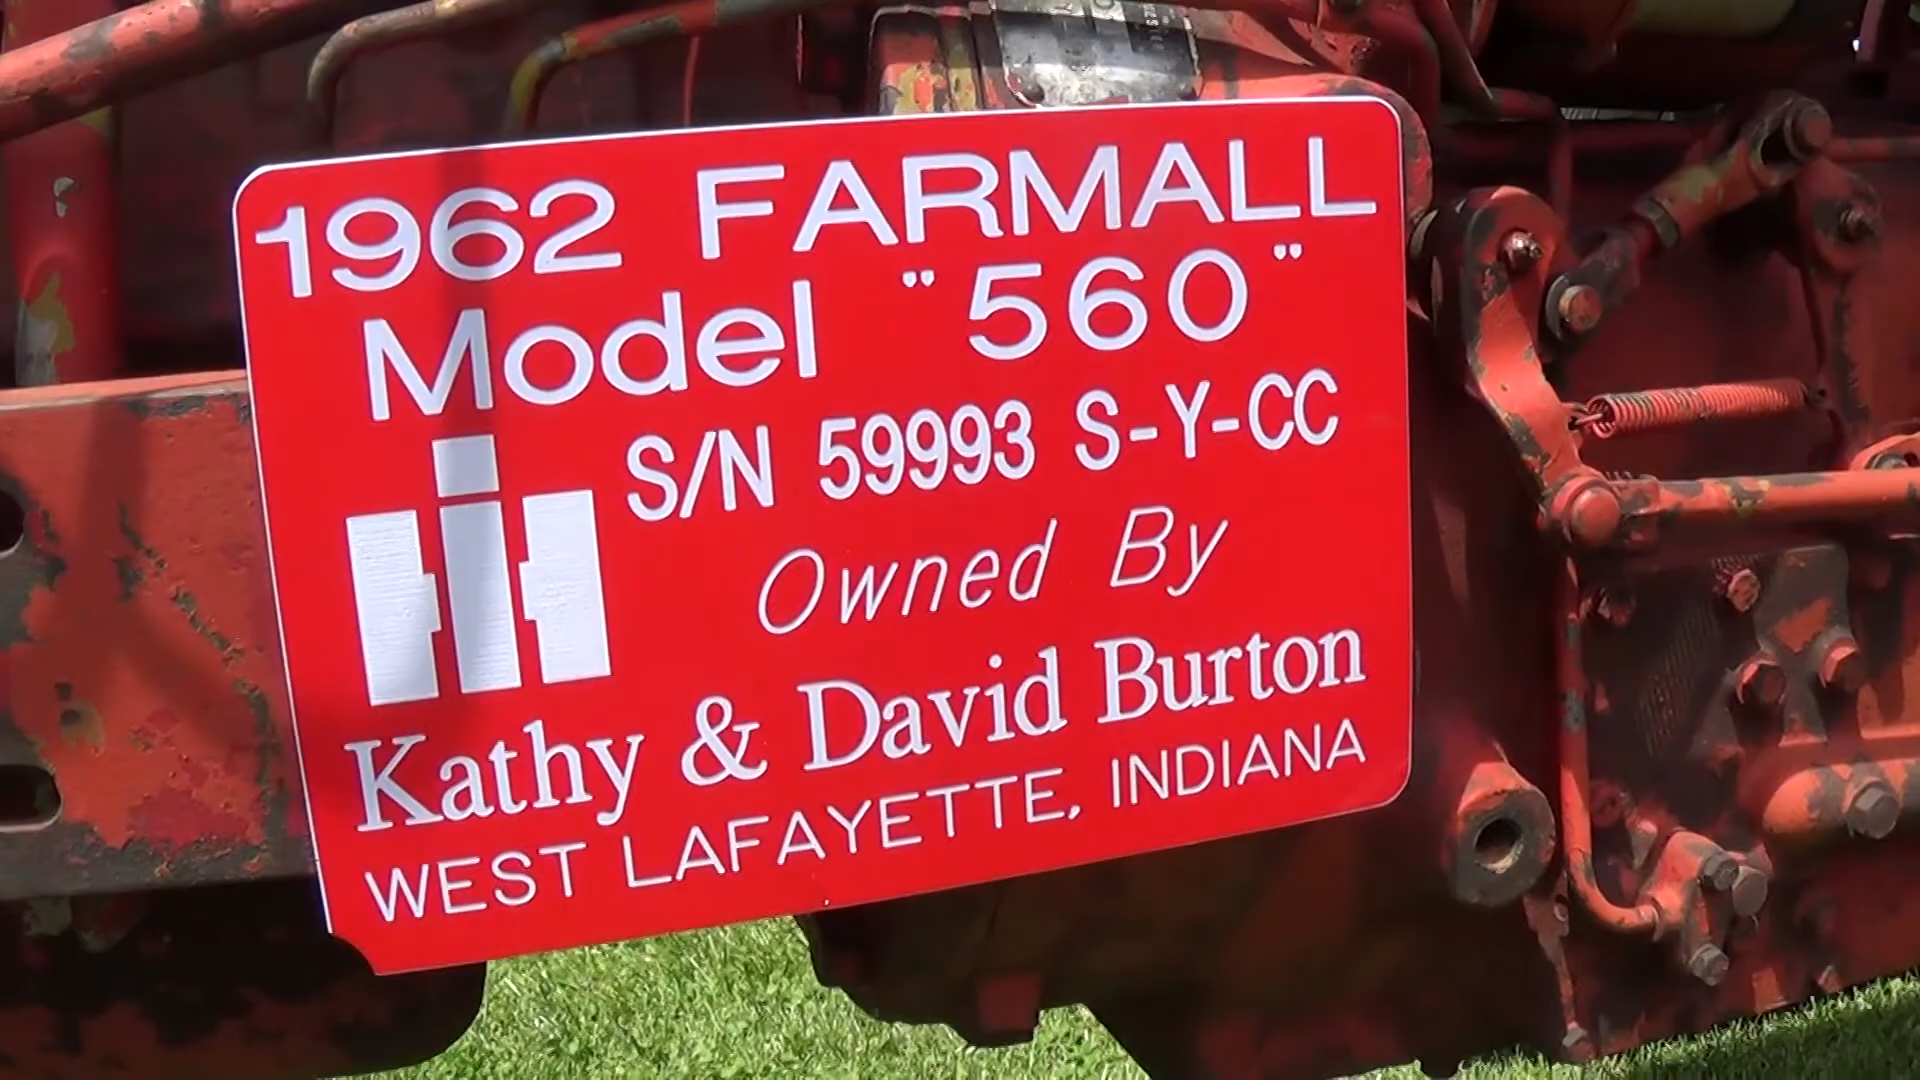 1962 FARMALL
Model "560"
S/N 59993 S-Y-CC
Owned By
Kathy & David Burton
WEST LAFAYETTE, INDIANA